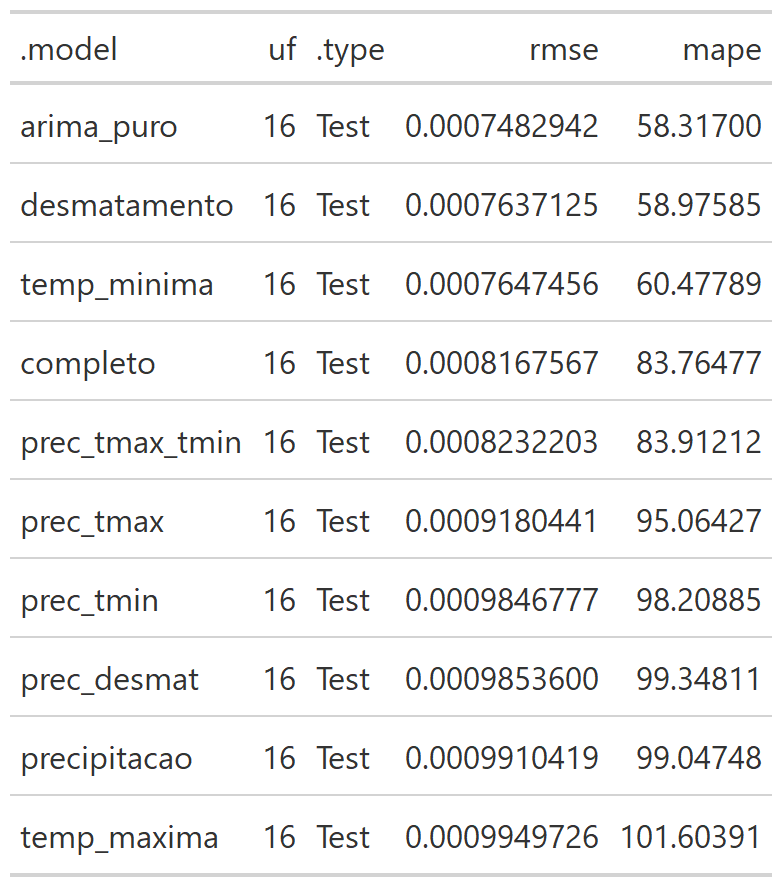 .model uf .type rmse mape
arima_puro 16 Test 0.0007482942 58.31700
desmatamento 16 Test 0.0007637125 58.97585
temp_minima 16 Test 0.0007647456 60.47789
completo 16 Test 0.0008167567 83.76477
prec_tmax_tmin 16 Test 0.0008232203 83.91212
prec_tmax 16 Test 0.0009180441 95.06427
prec_tmin 16 Test 0.0009846777 98.20885
prec_desmat 16 Test 0.0009853600 99.34811
precipitacao 16 Test 0.0009910419 99.04748
temp_maxima 16 Test 0.0009949726 101.60391